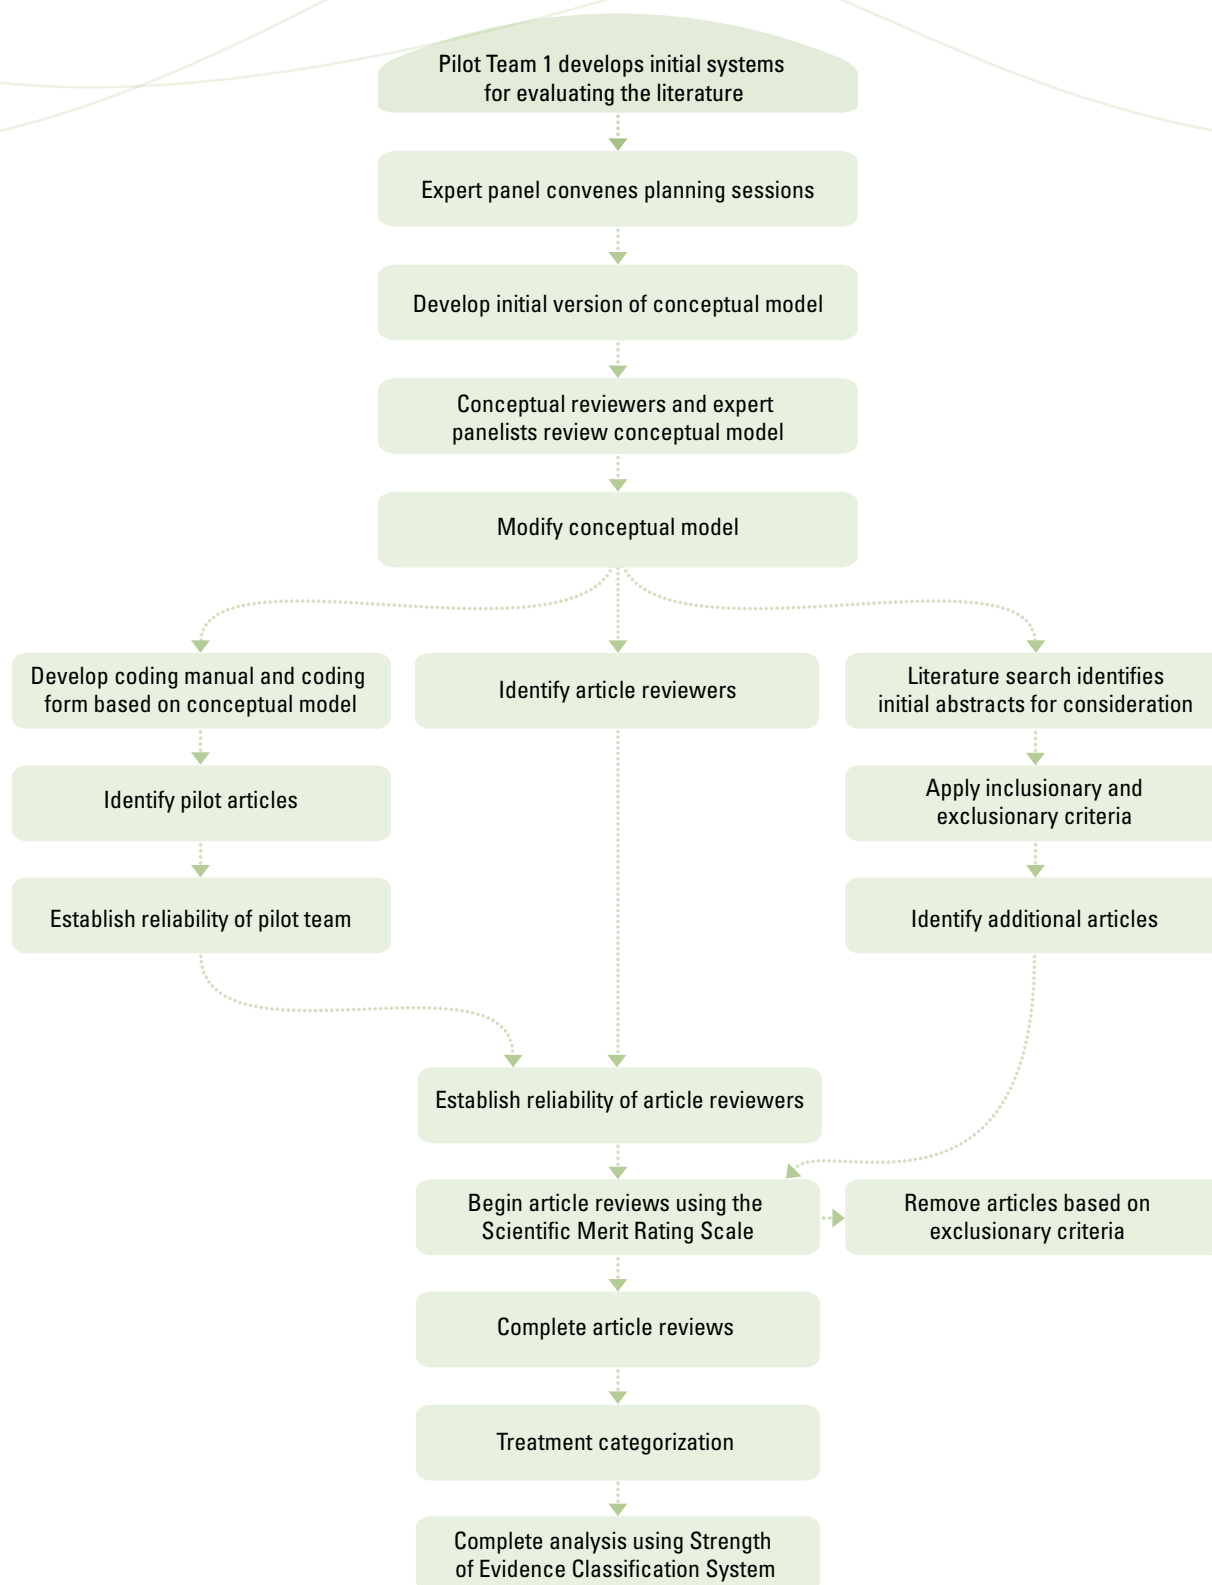 Pilot Team 1 develops initial systems
for evaluating the literature
Expert panel convenes planning sessions
Develop initial version of conceptual model
Conceptual reviewers and expert
panelists review conceptual model
Modify conceptual model
Develop coding manual and coding
form based on conceptual model
Identify article reviewers
Literature search identifies
initial abstracts for consideration
Identify pilot articles
Apply inclusionary and
exclusionary criteria
Establish reliability of pilot team
Identify additional articles
Establish reliability of article reviewers
Begin article reviews using the
Scientific Merit Rating Scale
Remove articles based on
exclusionary criteria
Complete article reviews
Treatment categorization
Complete analysis using Strength
of Evidence Classification System